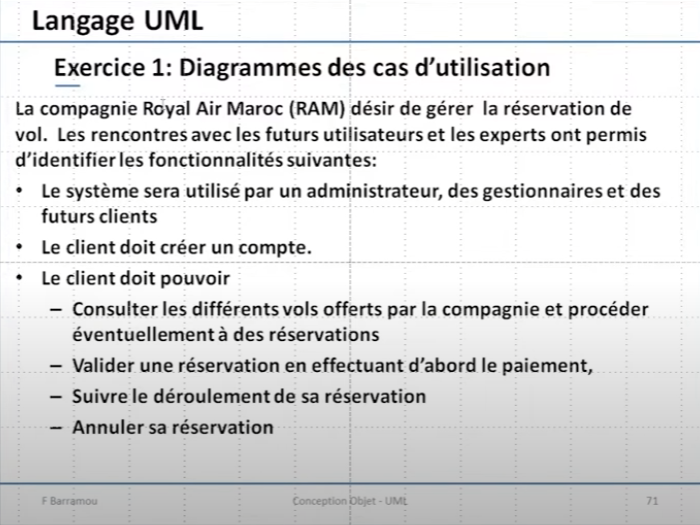 Langage UML
Exercice 1: Diagrammes des cas d’utilisation
La compagnie Royal Air Maroc (RAM) désir de gérer la réservation de
vol. Les rencontres avec les futurs utilisateurs et les experts ont permis
d’identifier les fonctionnalités suivantes:
• Le système sera utilisé par un administrateur, des gestionnaires et des
futurs clients
• Le client doit créer un compte.
• Le client doit pouvoir
– Consulter les différents vols offerts par la compagnie et procéder
éventuellement à des réservations
– Valider une réservation en effectuant d’abord le paiement,
– Suivre le déroulement de sa réservation
– Annuler sa réservation
F Barramou
Conception Objet - UML
71